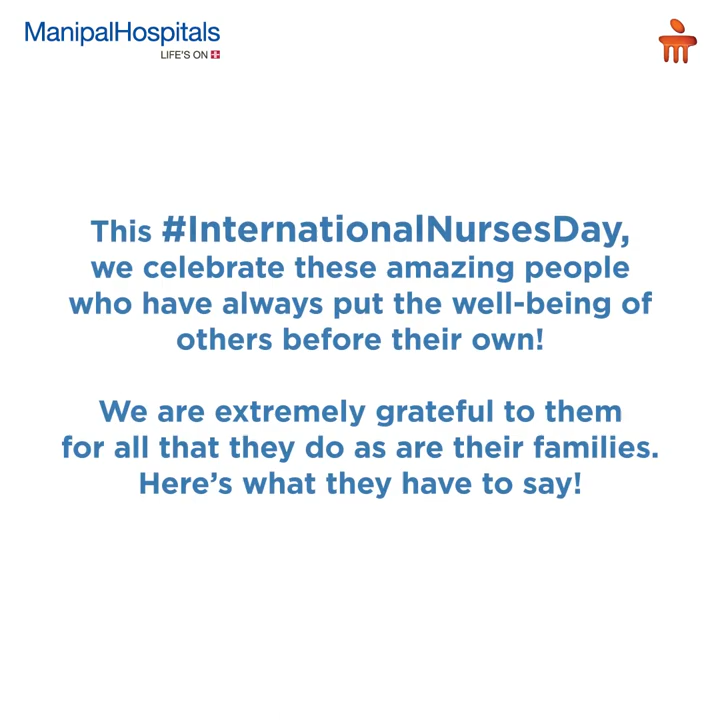 ManipalHospitals
LIFE'S ON
This #InternationalNursesDay,
we celebrate these amazing people
who have always put the well-being of
others before their own!
We are extremely grateful to them
for all that they do as are their families.
Here's what they have to say!